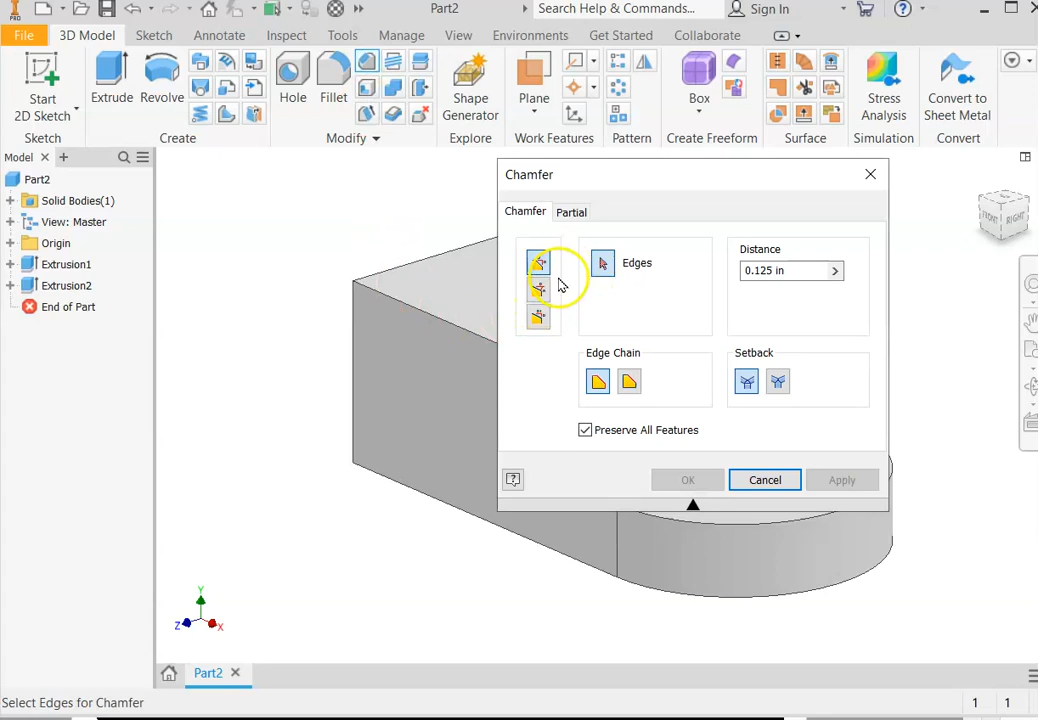 PRO
Part2
Search Help & Commands...
Sign In
File
3D Model
Sketch
Annotate
Inspect
Tools
Manage
View
Environments
Get Started
Collaborate
Start
2D Sketch
Extrude
Revolve
Hole
Fillet
Shape
Generator
Plane
Box
Stress
Analysis
Convert to
Sheet Metal
Sketch
Create
Modify
Explore
Work Features
Pattern
Create Freeform
Surface
Simulation
Convert
Model
Part2
Solid Bodies(1)
View: Master
Origin
Extrusion1
Extrusion2
End of Part
Chamfer
Chamfer
Partial
Edges
Distance
0.125 in
Edge Chain
Setback
Preserve All Features
OK
Cancel
Apply
FRONT
RIGHT
Y
Z
X
Part2
Select Edges for Chamfer
1
1